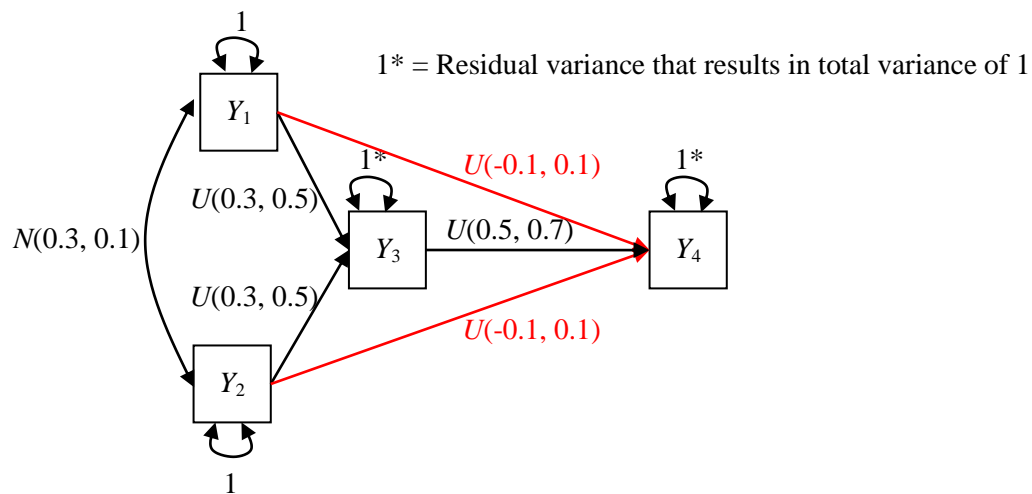 1
1* = Residual variance that results in total variance of 1
Y1
U(-0.1, 0.1)
1*
1*
U(0.3, 0.5)
N(0.3, 0.1)
Y3
U(0.5, 0.7)
Y4
U(0.3, 0.5)
U(-0.1, 0.1)
Y2
1